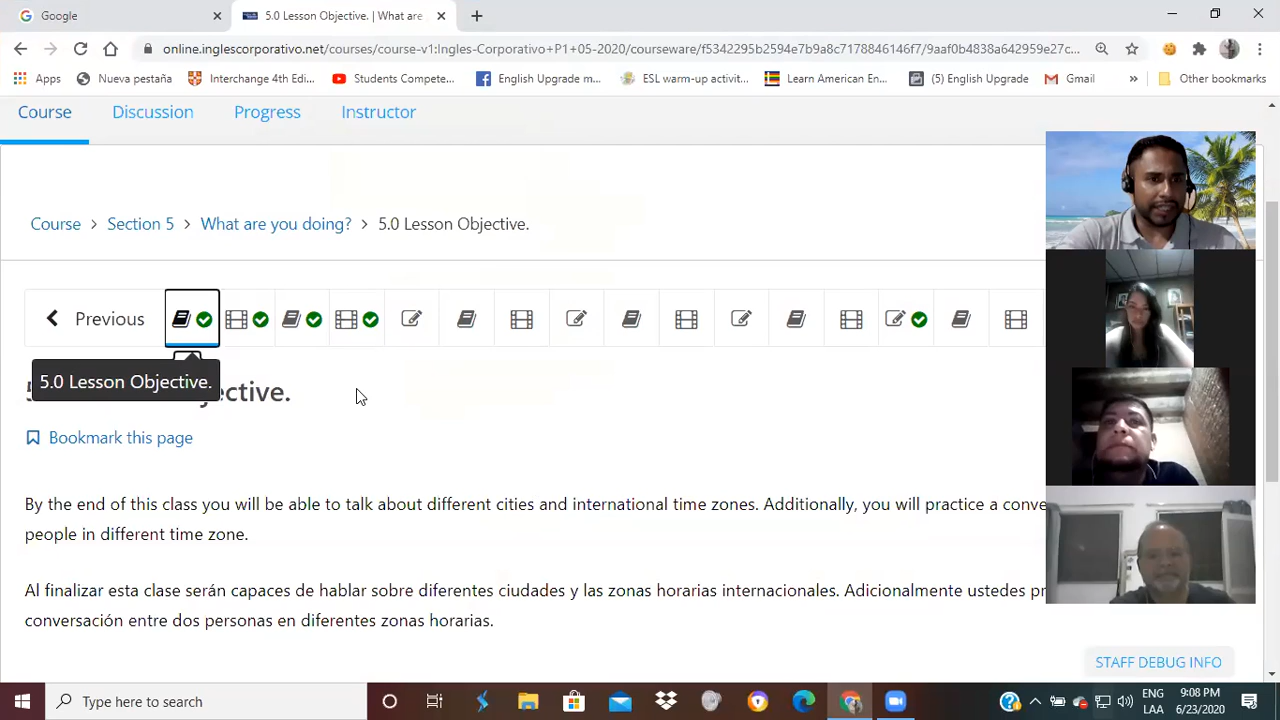 Google
5.0 Lesson Objective. | What are
online.inglescorporativo.net/courses/course-v1:Ingles-Corporativo+P1+05-2020/courseware/f5342295b2594e7b9a8c7178846146f7/9aaf0b4838a642959e27c...
Apps Nueva pestaña Interchange 4th Edi... Students Compete... English Upgrade m... ESL warm-up activit... Learn American En... (5) English Upgrade Gmail » Other bookmarks
Course Discussion Progress Instructor
Course > Section 5 > What are you doing? > 5.0 Lesson Objective.
Previous
5.0 Lesson Objective.
5 jective.
Bookmark this page
By the end of this class you will be able to talk about different cities and international time zones. Additionally, you will practice a conve
people in different time zone.
Al finalizar esta clase serán capaces de hablar sobre diferentes ciudades y las zonas horarias internacionales. Adicionalmente ustedes pr
conversación entre dos personas en diferentes zonas horarias.
STAFF DEBUG INFO
Type here to search
ENG 9:08 PM
LAA 6/23/2020